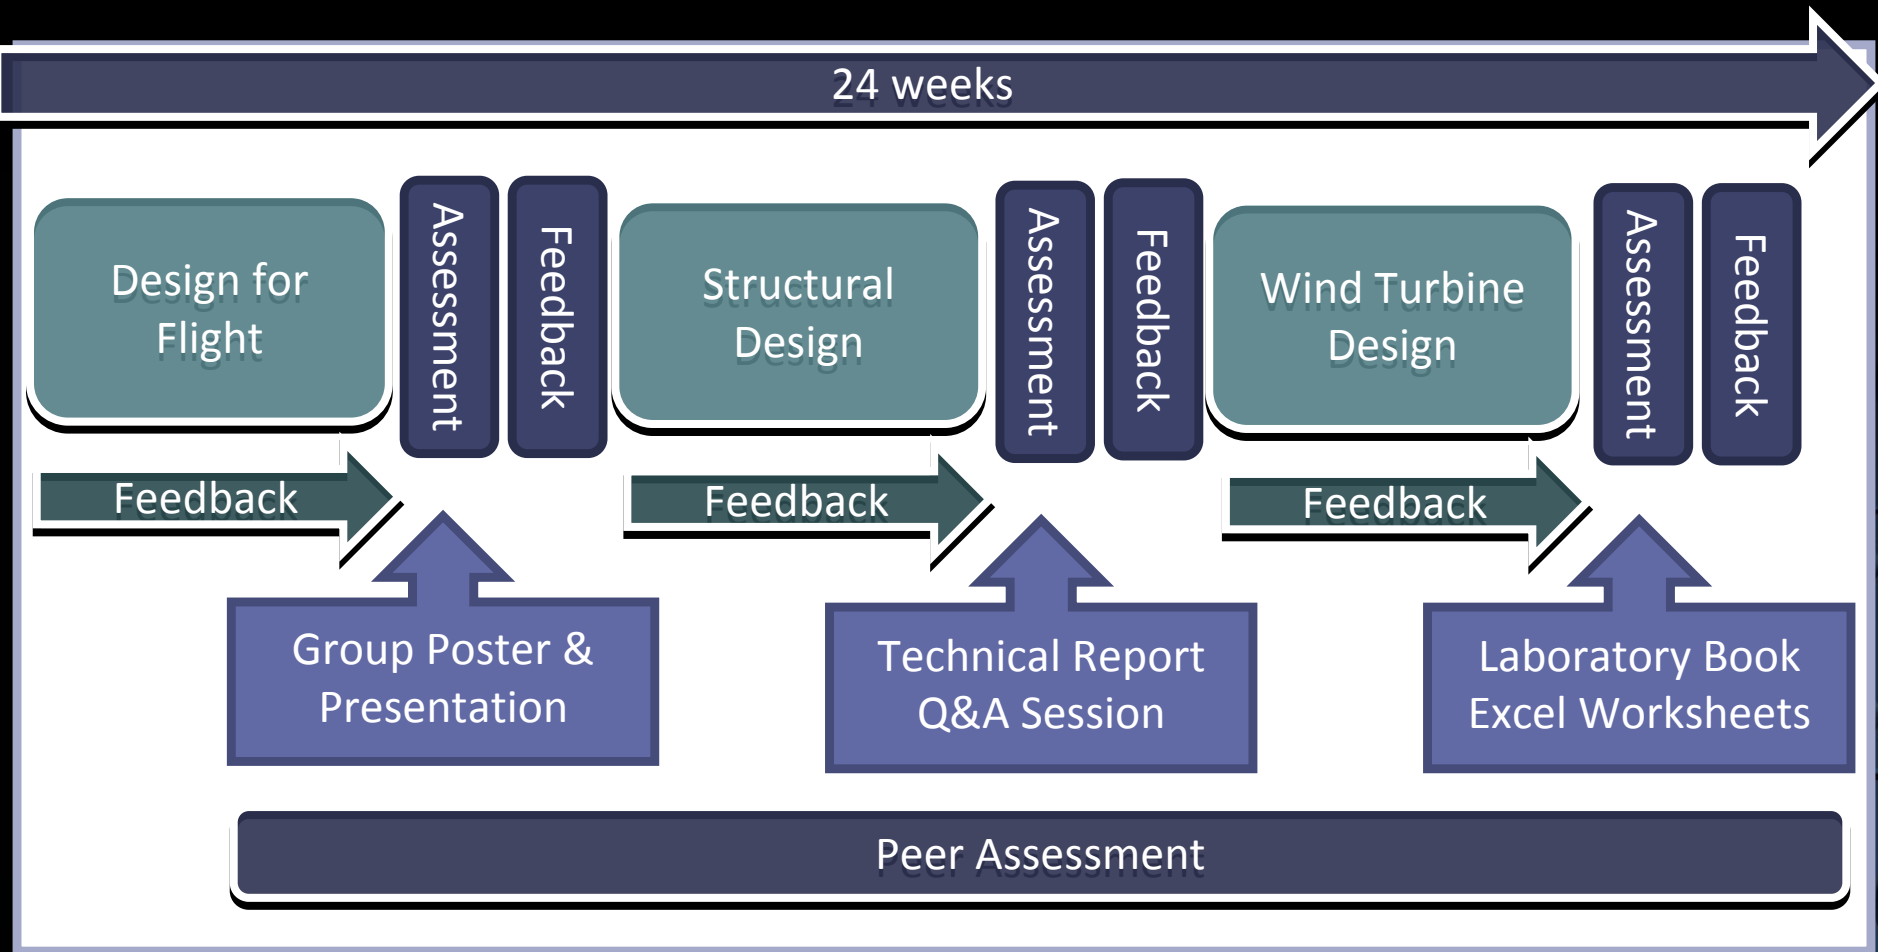 24 weeks
Design for
Flight
Assessment
Feedback
Structural
Design
Assessment
Feedback
Wind Turbine
Design
Assessment
Feedback
Feedback
Feedback
Feedback
Group Poster &
Presentation
Technical Report
Q&A Session
Laboratory Book
Excel Worksheets
Peer Assessment